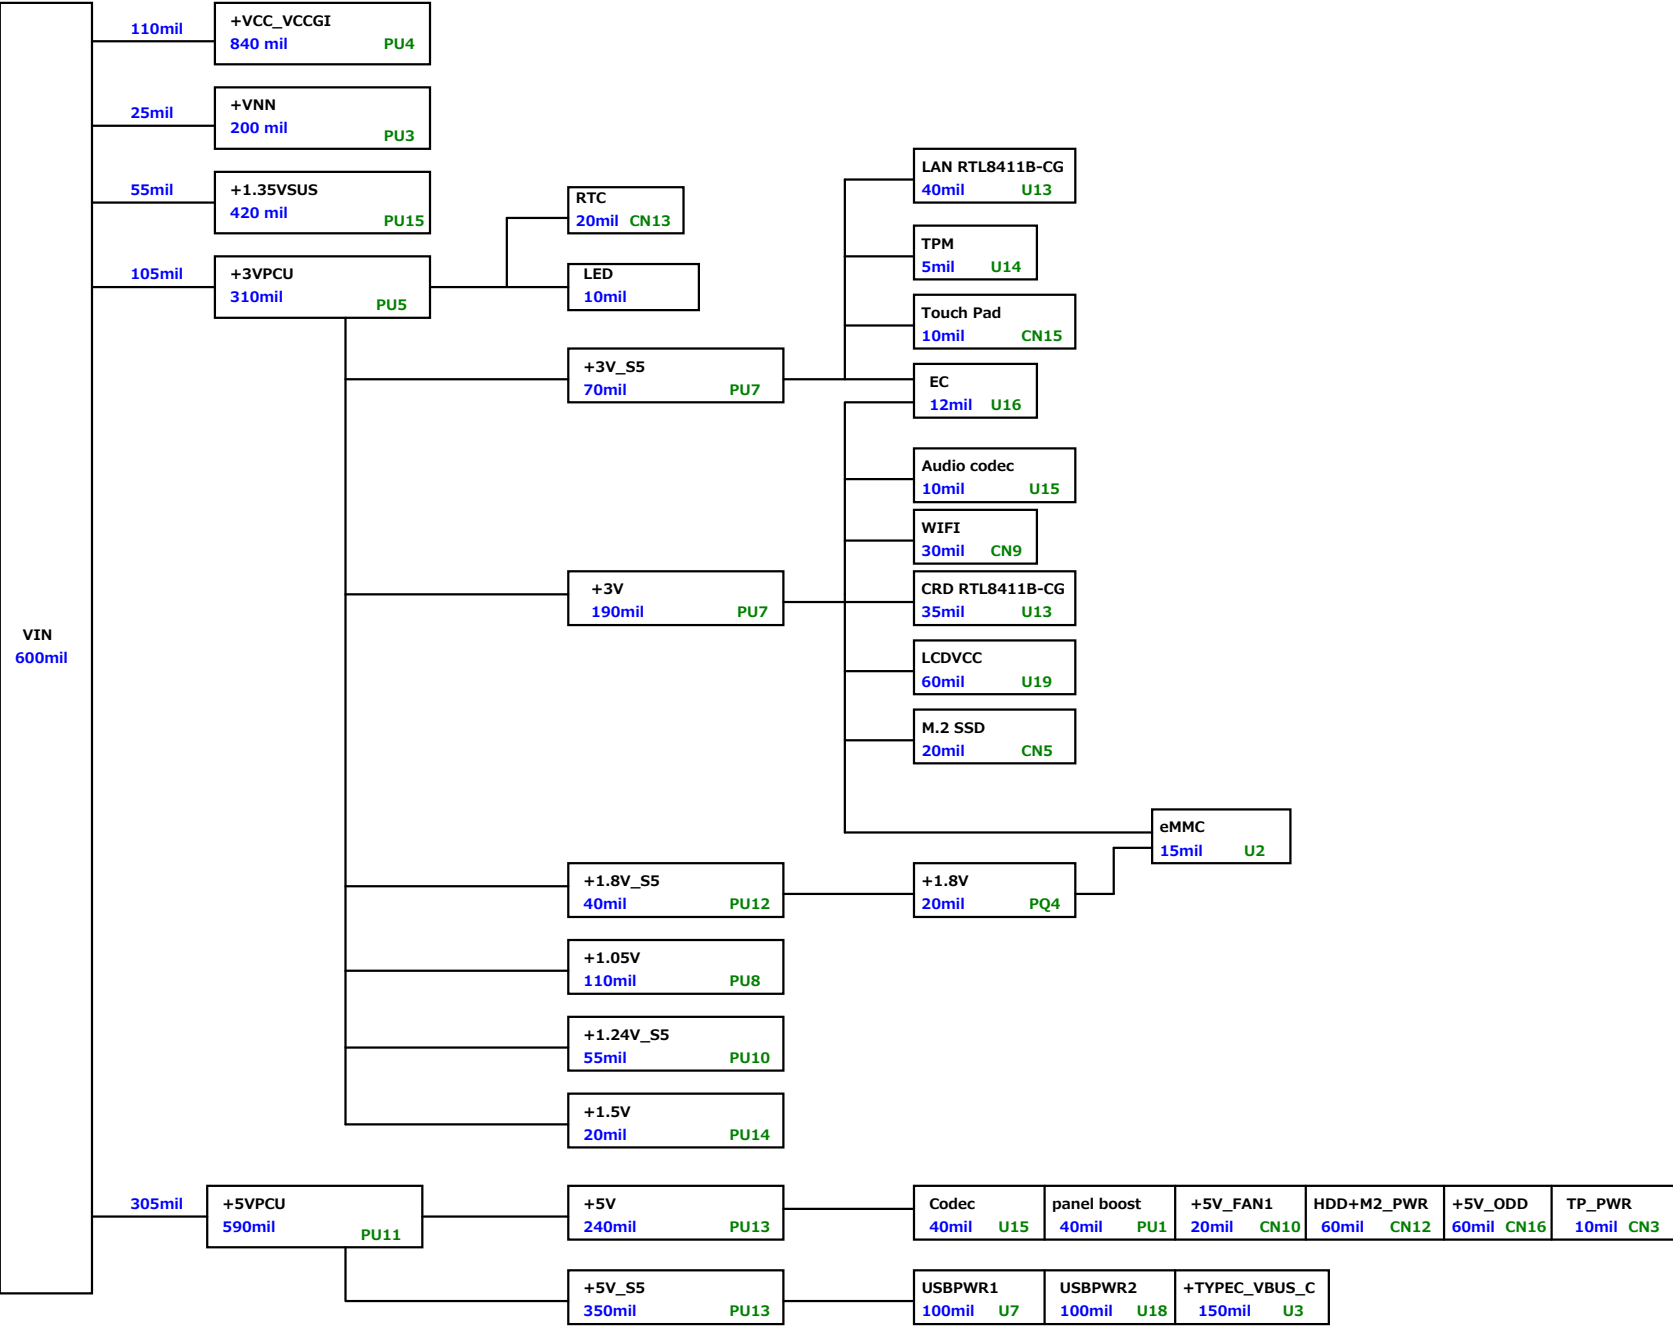 110mil
+VCC_VCCGI
840 mil PU4
25mil
+VNN
200 mil
PU3
55mil
+1.35VSUS
420 mil
PU15
105mil
+3VPCU
310mil
PU5
RTC
20mil CN13
LED
10mil
LAN RTL8411B-CG
40mil U13
TPM
5mil U14
Touch Pad
10mil CN15
+3V_S5
70mil PU7
EC
12mil U16
Audio codec
10mil U15
WIFI
30mil CN9
+3V
190mil PU7
CRD RTL8411B-CG
35mil U13
VIN
600mil
LCDVCC
60mil U19
M.2 SSD
20mil CN5
eMMC
15mil U2
+1.8V_S5
40mil PU12
+1.8V
20mil PQ4
+1.05V
110mil PU8
+1.24V_S5
55mil PU10
+1.5V
20mil PU14
305mil
+5VPCU
590mil
PU11
+5V
240mil PU13
Codec
40mil U15
panel boost
40mil PU1
+5V_FAN1
20mil CN10
HDD+M2_PWR
60mil CN12
+5V_ODD
60mil CN16
TP_PWR
10mil CN3
+5V_S5
350mil PU13
USBPWR1
100mil U7
USBPWR2
100mil U18
+TYPEC_VBUS_C
150mil U3